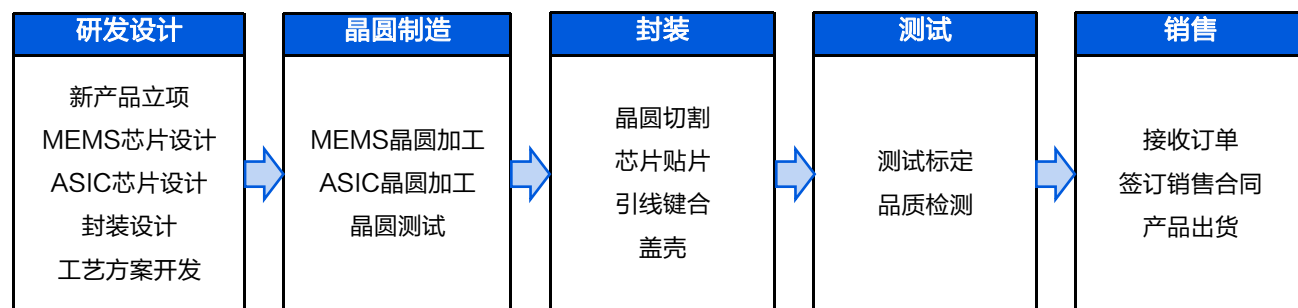 研发设计
新产品立项
MEMS芯片设计
ASIC芯片设计
封装设计
工艺方案开发
晶圆制造
MEMS晶圆加工
ASIC晶圆加工
晶圆测试
封装
晶圆切割
芯片贴片
引线键合
盖壳
测试
测试标定
品质检测
销售
接收订单
签订销售合同
产品出货